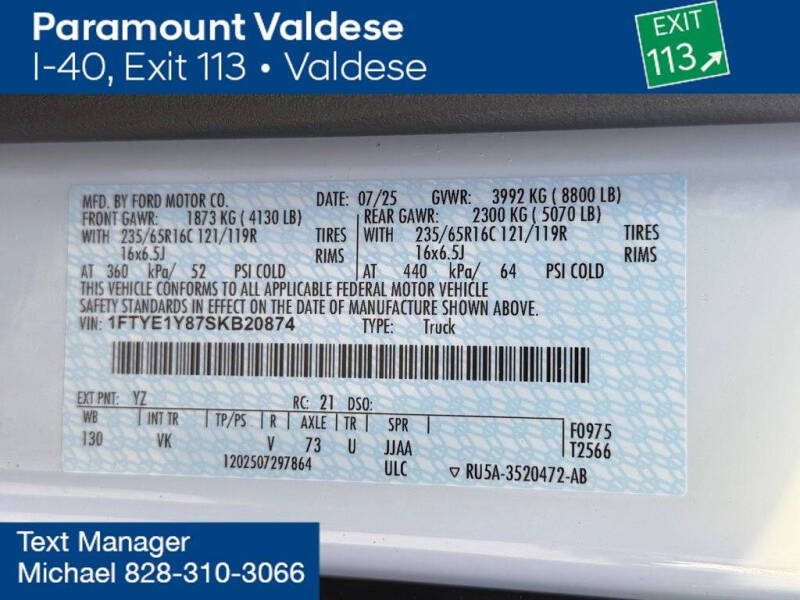 Paramount Valdese
I-40, Exit 113 • Valdese
EXIT
113
MFD. BY FORD MOTOR CO. DATE: 07/25 GVWR: 3992 KG ( 8800 LB)
FRONT GAWR: 1873 KG ( 4130 LB) REAR GAWR: 2300 KG ( 5070 LB)
WITH 235/65R16C 121/119R TIRES WITH 235/65R16C 121/119R TIRES
16x6.5J RIMS 16x6.5J RIMS
AT 360 kPa/ 52 PSI COLD AT 440 kPa/ 64 PSI COLD
THIS VEHICLE CONFORMS TO ALL APPLICABLE FEDERAL MOTOR VEHICLE
SAFETY STANDARDS IN EFFECT ON THE DATE OF MANUFACTURE SHOWN ABOVE.
VIN: 1FTYE1Y87SKB20874 TYPE: Truck
EXT PNT: YZ RC: 21 DSO:
WB INT TR TP/PS R AXLE TR SPR F0975
130 VK V 73 U JJAA T2566
1202507297864 ULC RU5A-3520472-AB
Text Manager
Michael 828-310-3066